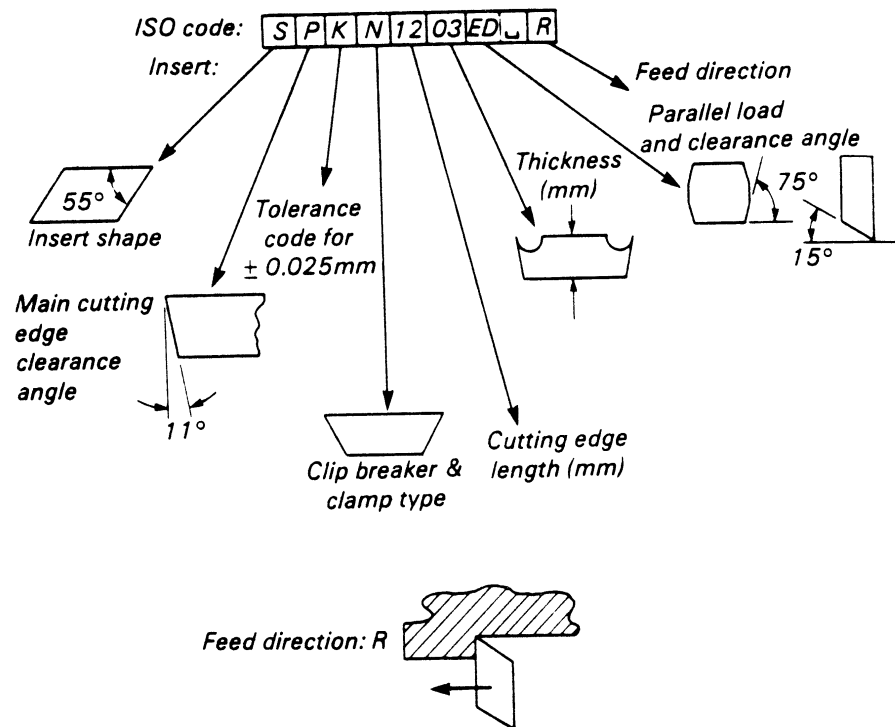 ISO code: S P K N 12 03 ED ⌴ R
Insert:
Feed direction
Parallel load
and clearance angle
75°
15°
Thickness
(mm)
55°
Insert shape
Tolerance
code for
± 0.025mm
Main cutting
edge
clearance
angle
11°
Clip breaker &
clamp type
Cutting edge
length (mm)
Feed direction: R